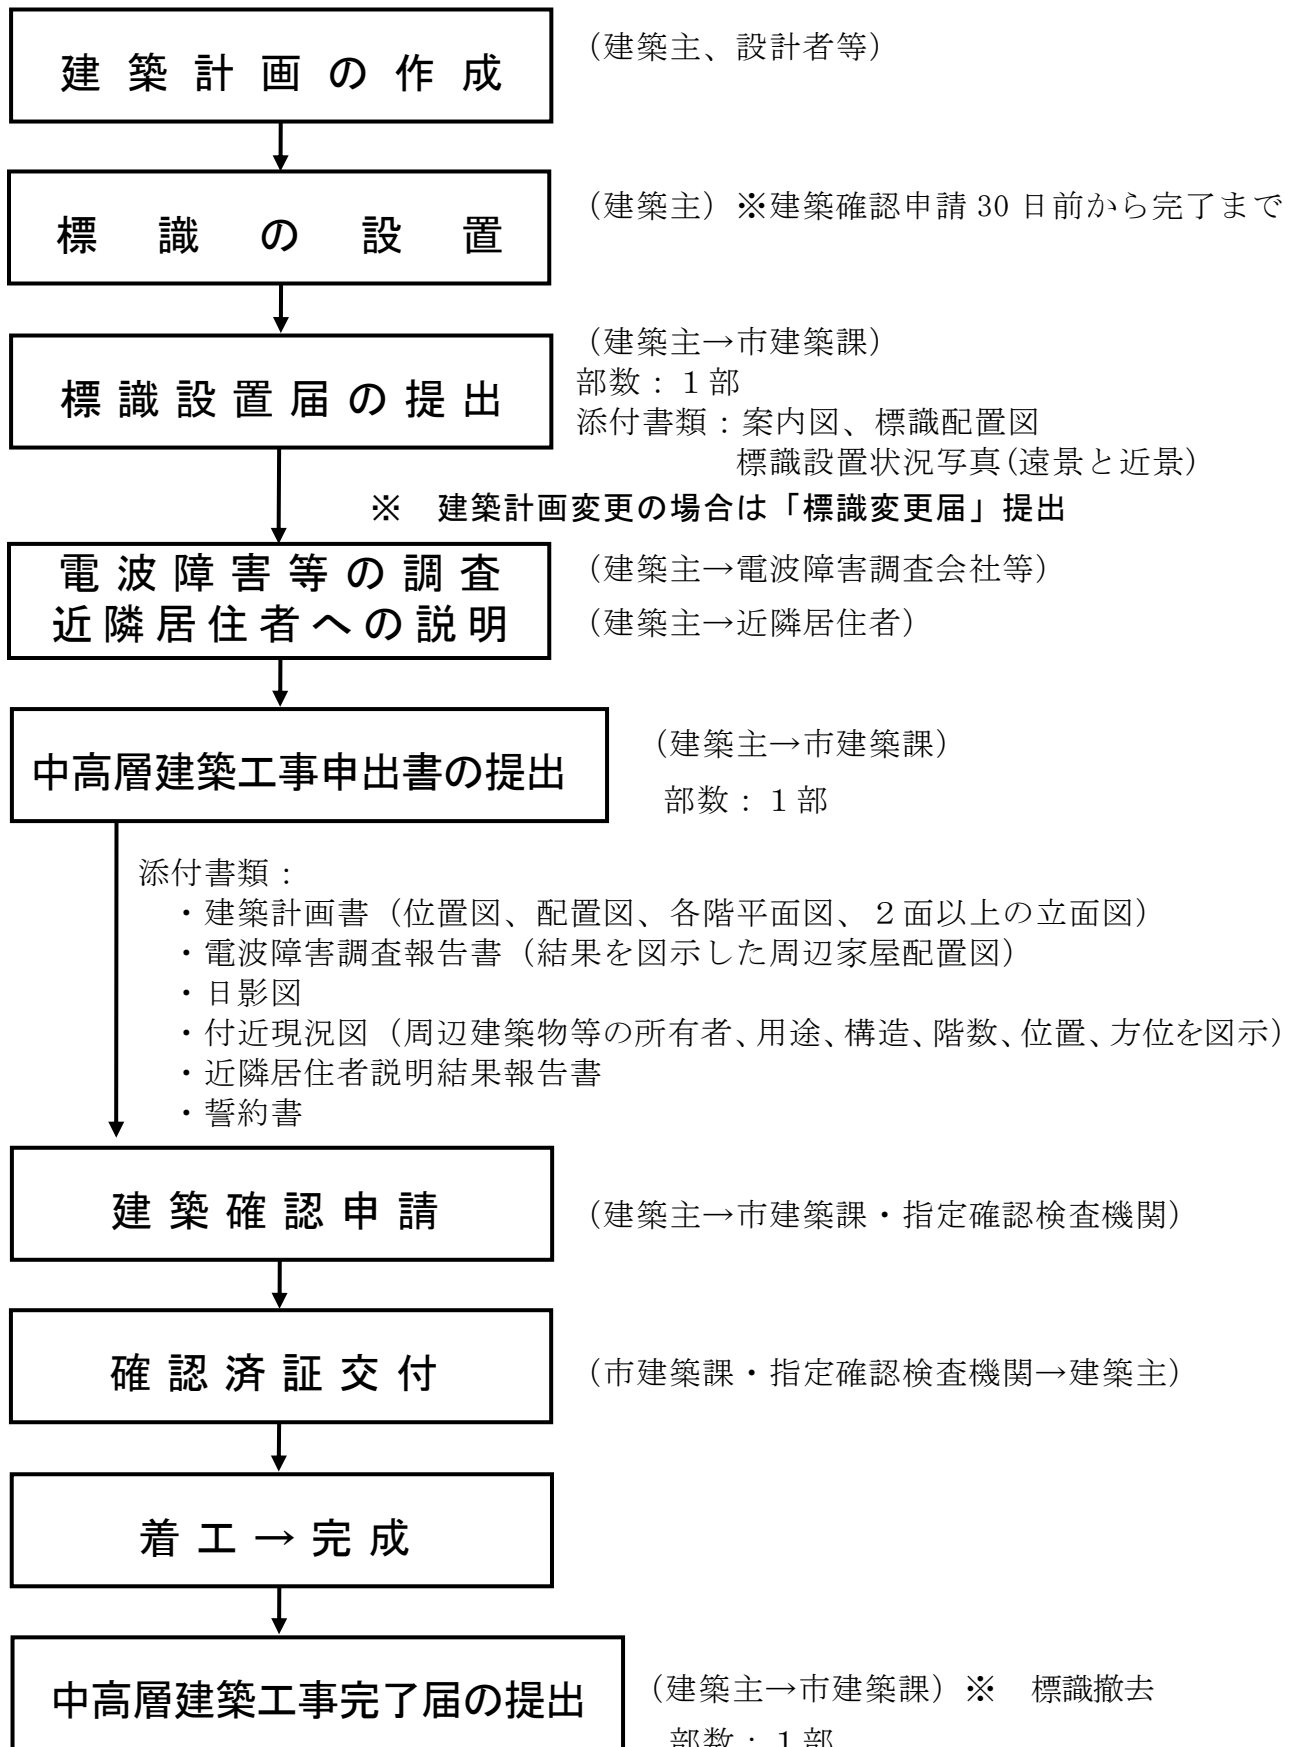 建築計画の作成
（建築主、設計者等）
標識の設置
（建築主）※建築確認申請 30 日前から完了まで
標識設置届の提出
（建築主→市建築課）
部数：１部
添付書類：案内図、標識配置図
標識設置状況写真(遠景と近景)
※　建築計画変更の場合は「標識変更届」提出
電波障害等の調査
近隣居住者への説明
（建築主→電波障害調査会社等）
（建築主→近隣居住者）
中高層建築工事申出書の提出
（建築主→市建築課）
部数：１部
添付書類：
・建築計画書（位置図、配置図、各階平面図、２面以上の立面図）
・電波障害調査報告書（結果を図示した周辺家屋配置図）
・日影図
・付近現況図（周辺建築物等の所有者、用途、構造、階数、位置、方位を図示）
・近隣居住者説明結果報告書
・誓約書
建築確認申請
（建築主→市建築課・指定確認検査機関）
確認済証交付
（市建築課・指定確認検査機関→建築主）
着工→完成
中高層建築工事完了届の提出
（建築主→市建築課）※　標識撤去
部数：１部